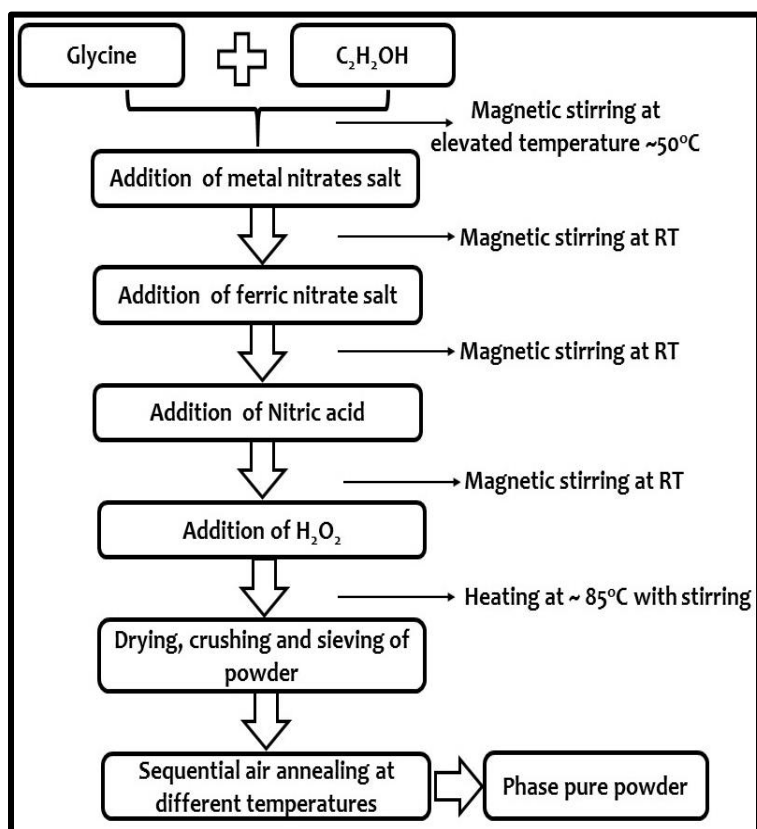 Glycine
C₂H₂OH
Magnetic stirring at
elevated temperature ~50⁰C
Addition of metal nitrates salt
Magnetic stirring at RT
Addition of ferric nitrate salt
Magnetic stirring at RT
Addition of Nitric acid
Magnetic stirring at RT
Addition of H₂O₂
Heating at ~ 85⁰C with stirring
Drying, crushing and sieving of
powder
Sequential air annealing at
different temperatures
Phase pure powder